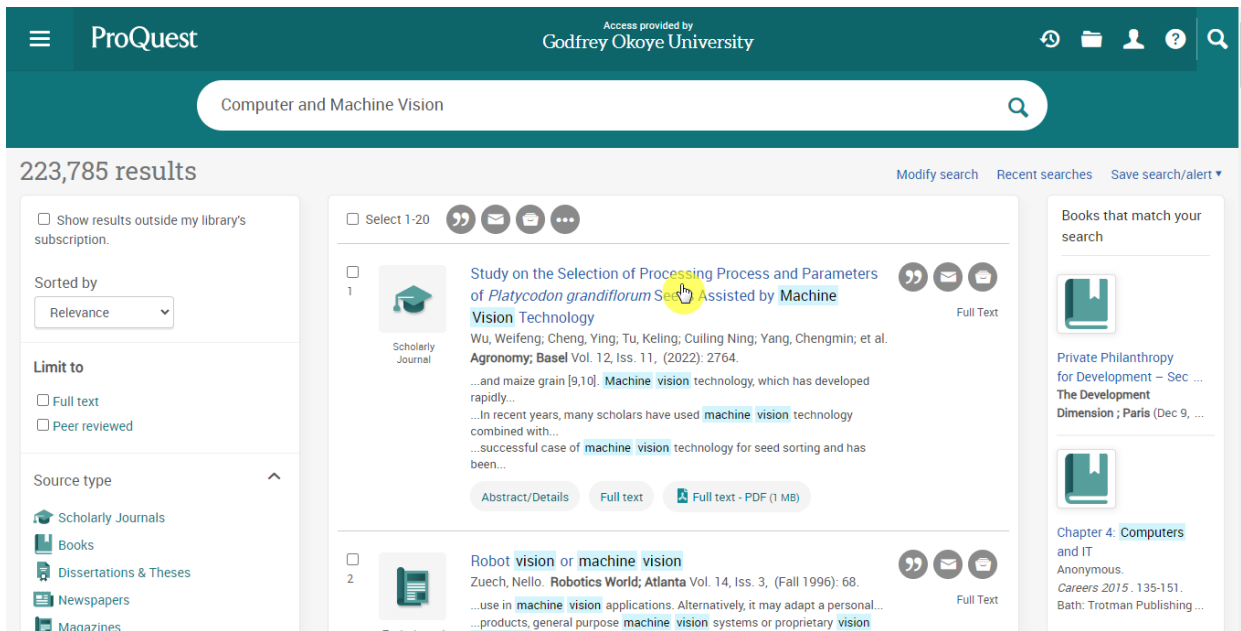 ProQuest
Access provided by
Godfrey Okoye University
Computer and Machine Vision
223,785 results
Modify search Recent searches Save search/alert
Show results outside my library's
subscription.
Sorted by
Relevance
Limit to
Full text
Peer reviewed
Source type
Scholarly Journals
Books
Dissertations & Theses
Newspapers
Magazines
Select 1-20
1
Scholarly
Journal
Study on the Selection of Processing Process and Parameters
of Platycodon grandiflorum Seeds Assisted by Machine
Vision Technology
Wu, Weifeng; Cheng, Ying; Tu, Keling; Cuiling Ning; Yang, Chengmin; et al.
Agronomy; Basel Vol. 12, Iss. 11, (2022): 2764.
...and maize grain [9,10]. Machine vision technology, which has developed
rapidly...
...In recent years, many scholars have used machine vision technology
combined with...
...successful case of machine vision technology for seed sorting and has
been...
Abstract/Details Full text Full text - PDF (1 MB)
Full Text
2
Robot vision or machine vision
Zuech, Nello. Robotics World; Atlanta Vol. 14, Iss. 3, (Fall 1996): 68.
...use in machine vision applications. Alternatively, it may adapt a personal...
...products, general purpose machine vision systems or proprietary vision
Full Text
Books that match your
search
Private Philanthropy
for Development – Sec ...
The Development
Dimension ; Paris (Dec 9, ...
Chapter 4: Computers
and IT
Anonymous.
Careers 2015 . 135-151.
Bath: Trotman Publishing ...